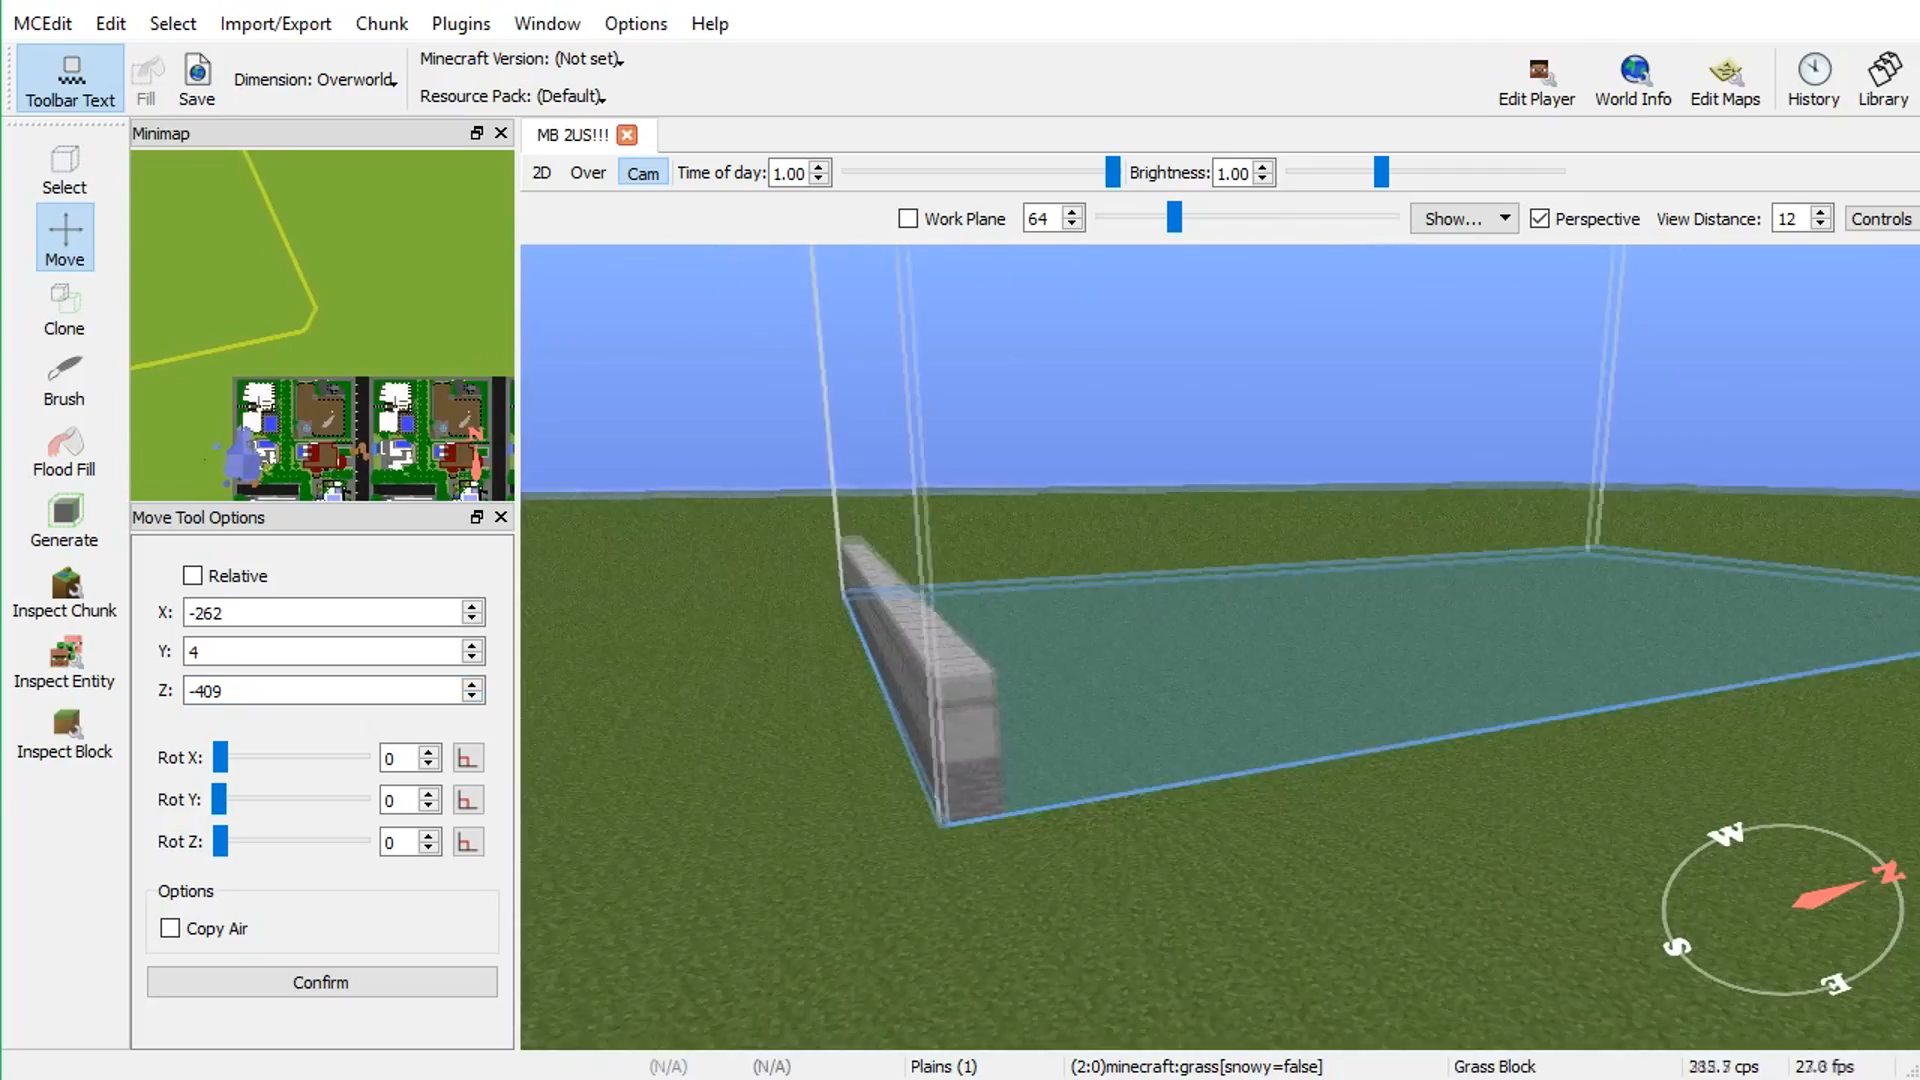 MCEdit Edit Select Import/Export Chunk Plugins Window Options Help
Toolbar Text
Fill
Save
Dimension: Overworld
Minecraft Version: (Not set)
Resource Pack: (Default)
Edit Player
World Info
Edit Maps
History
Library
Minimap
MB 2US!!!
2D Over Cam Time of day: 1.00 Brightness: 1.00
Work Plane 64 Show... Perspective View Distance: 12 Controls
Select
Move
Clone
Brush
Flood Fill
Generate
Inspect Chunk
Inspect Entity
Inspect Block
Move Tool Options
Relative
X: -262
Y: 4
Z: -409
Rot X: 0
Rot Y: 0
Rot Z: 0
Options
Copy Air
Confirm
W
N
S
E
(N/A) (N/A) Plains (1) (2:0)minecraft:grass[snowy=false] Grass Block cps fps